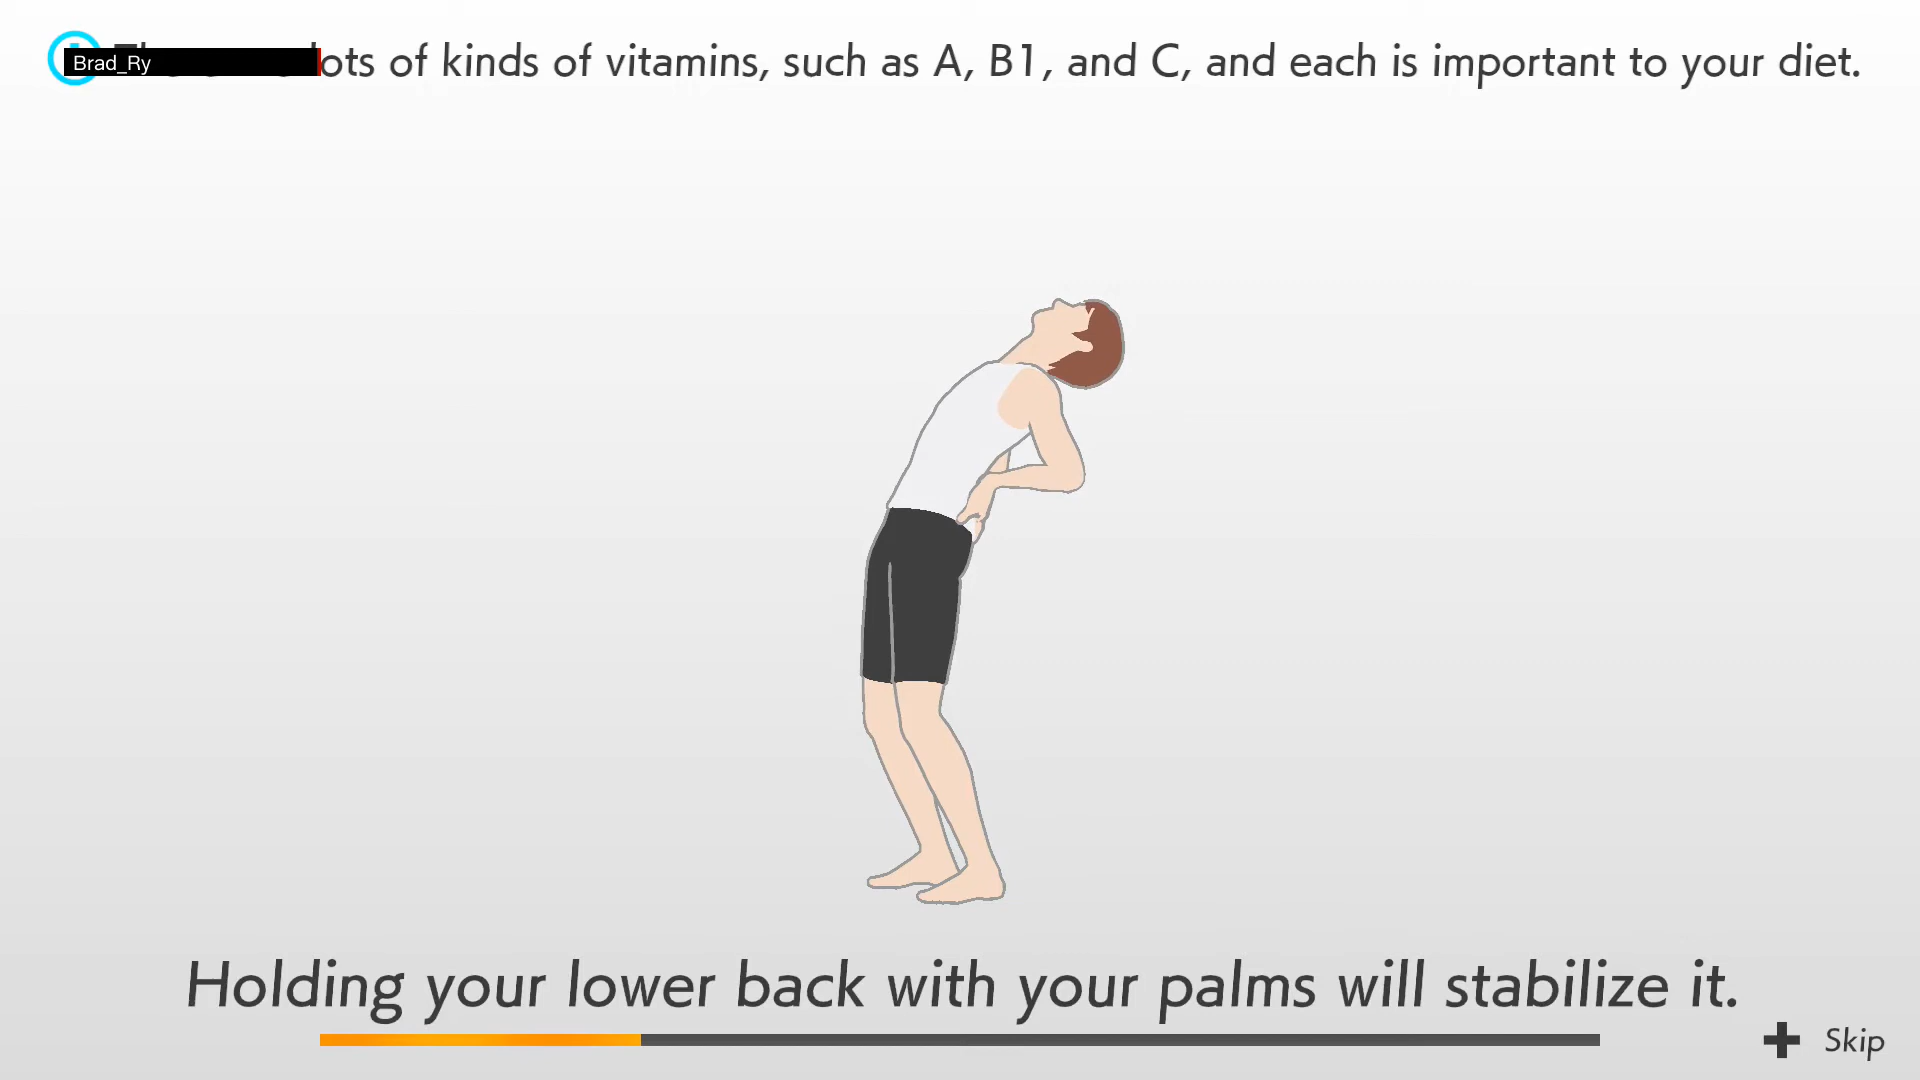 Brad_Ry
lots of kinds of vitamins, such as A, B1, and C, and each is important to your diet.
Holding your lower back with your palms will stabilize it.
Skip